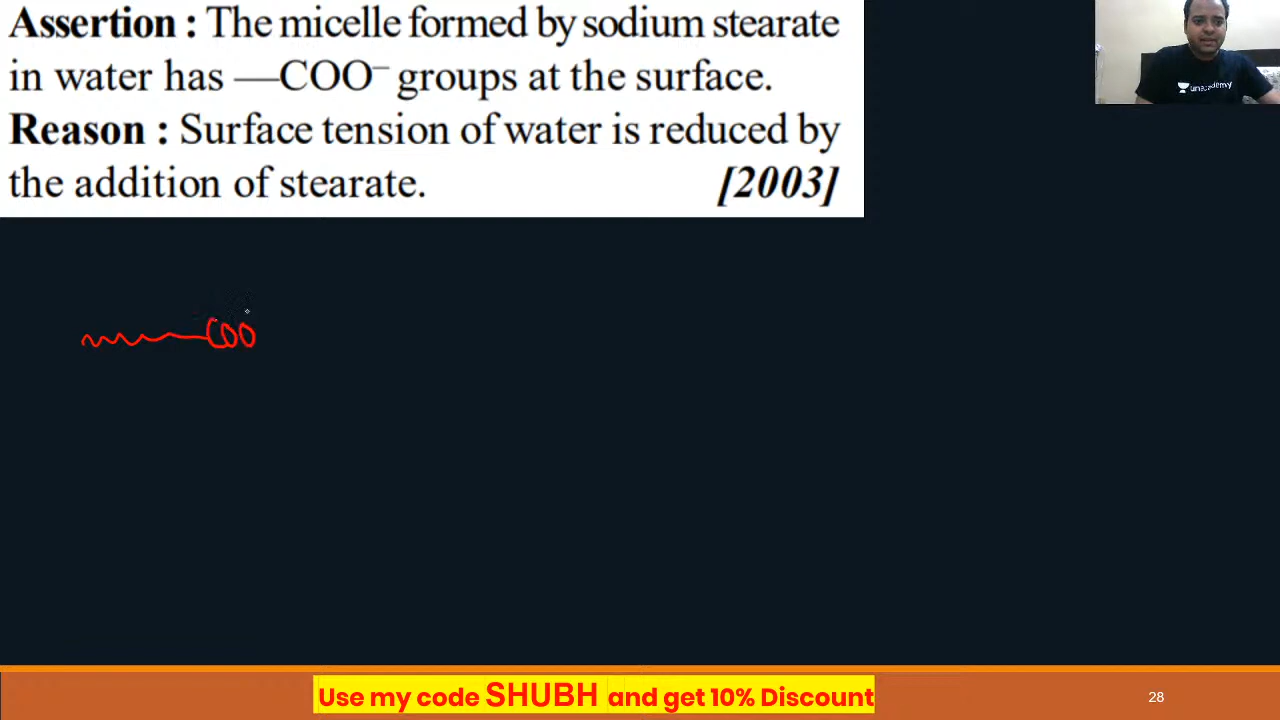 Assertion : The micelle formed by sodium stearate
in water has —COO⁻ groups at the surface.
Reason : Surface tension of water is reduced by
the addition of stearate. [2003]
unacademy
COO
Use my code SHUBH and get 10% Discount
28